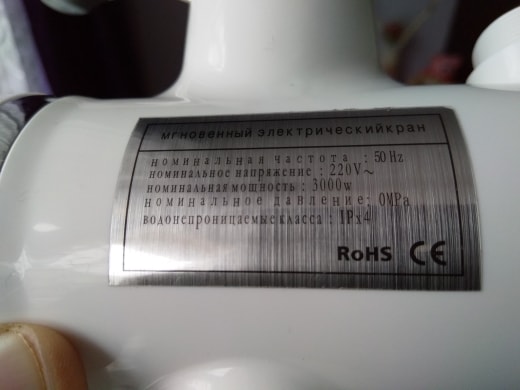 мгновенный электрическийкран
номинальная частота : 50 Hz
номинальное напряжение : 220V~
номинальная мощность : 3000w
номинальное давление: 0MPa
водонепроницаемые класса : IPx4
RoHS CE